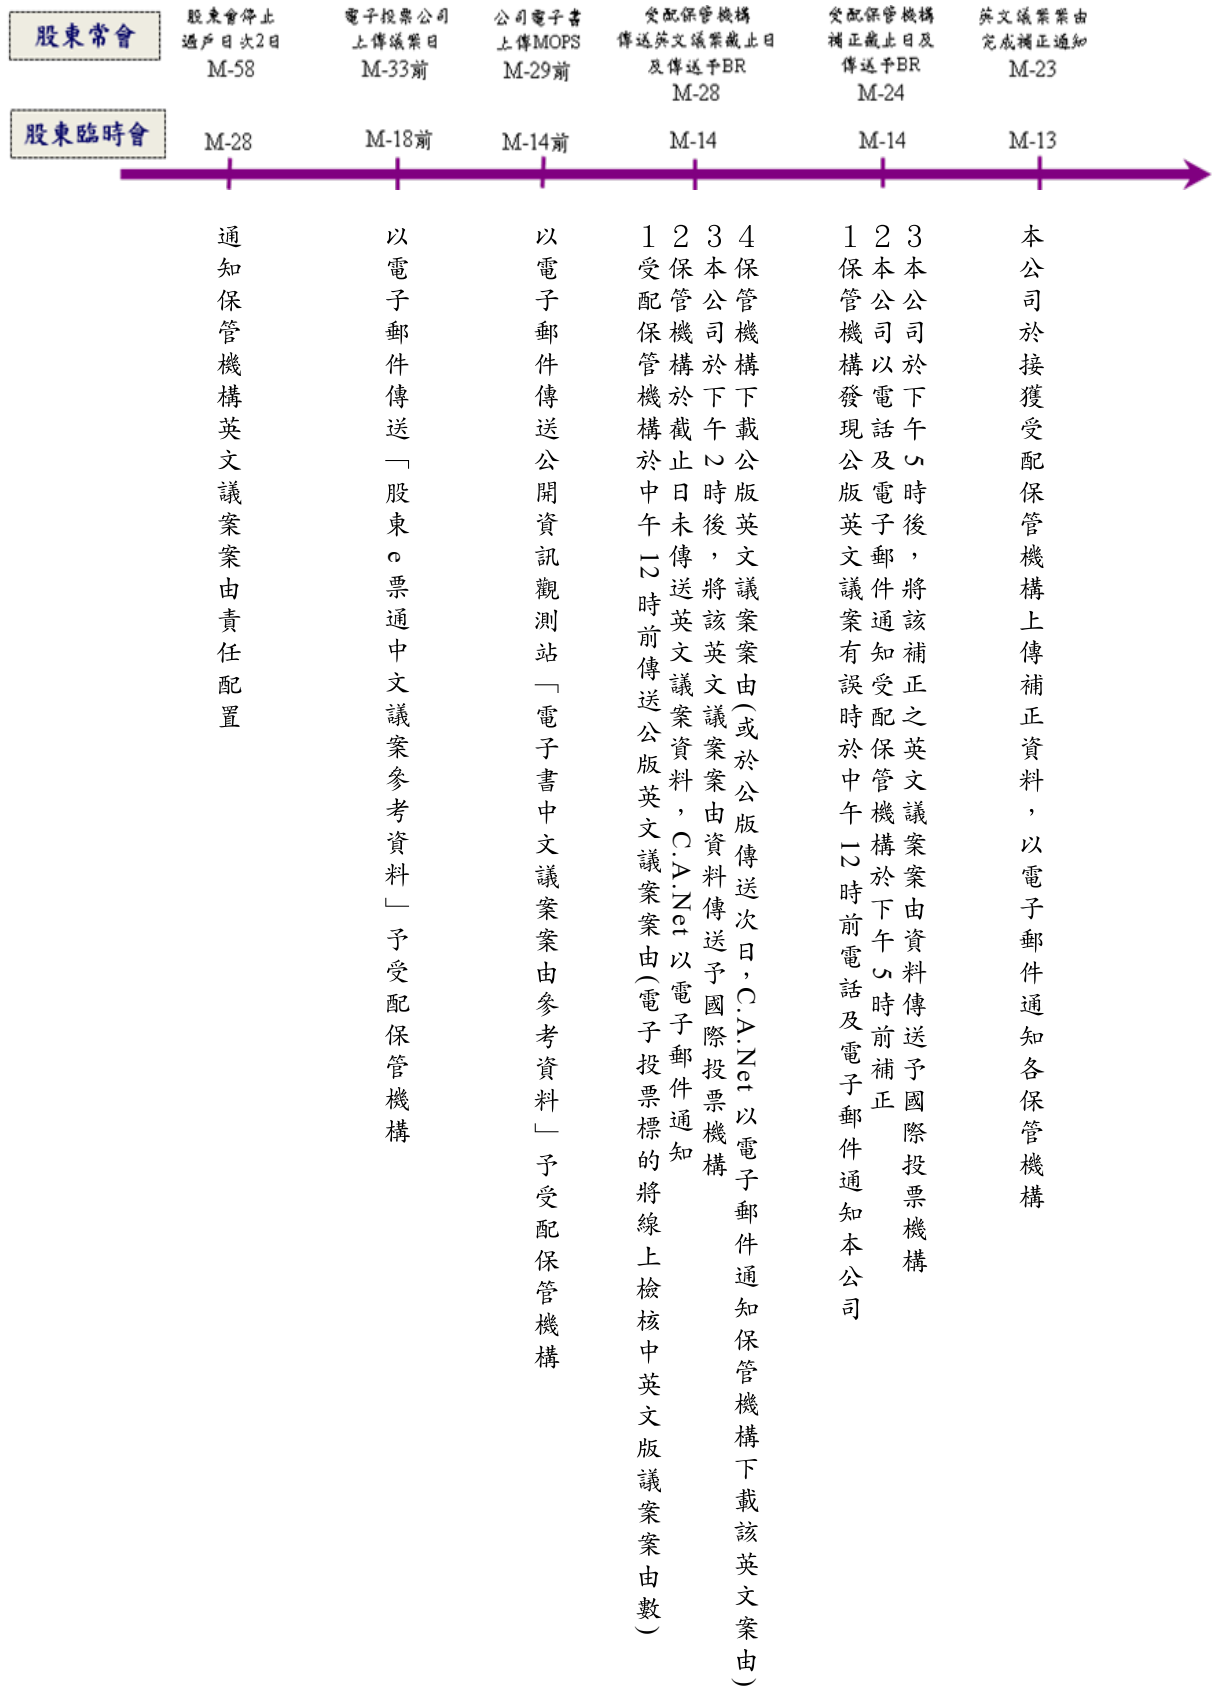 股東常會
股東會停止
過戶日次2日
M-58
電子投票公司
上傳議案日
M-33前
公司電子書
上傳MOPS
M-29前
受配保管機構
傳送英文議案截止日
及傳送予BR
M-28
受配保管機構
補正截止日及
傳送予BR
M-24
英文議案案由
完成補正通知
M-23
股東臨時會
M-28
M-18前
M-14前
M-14
M-14
M-13
通知保管機構英文議案案由責任配置
以電子郵件傳送「股東e票通中文議案參考資料」予受配保管機構
以電子郵件傳送公開資訊觀測站「電子書中文議案案由參考資料」予受配保管機構
1受配保管機構於中午12時前傳送公版英文議案案由(電子投票標的將線上檢核中英文版議案案由數)
2保管機構於截止日未傳送英文議案資料，C.A.Net以電子郵件通知
3本公司於下午2時後，將該英文議案案由資料傳送予國際投票機構
4保管機構下載公版英文議案案由(或於公版傳送次日，C.A.Net以電子郵件通知保管機構下載該英文案由)
1保管機構發現公版英文議案有誤時於中午12時前電話及電子郵件通知本公司
2本公司以電話及電子郵件通知受配保管機構於下午5時前補正
3本公司於下午5時後，將該補正之英文議案案由資料傳送予國際投票機構
本公司於接獲受配保管機構上傳補正資料，以電子郵件通知各保管機構